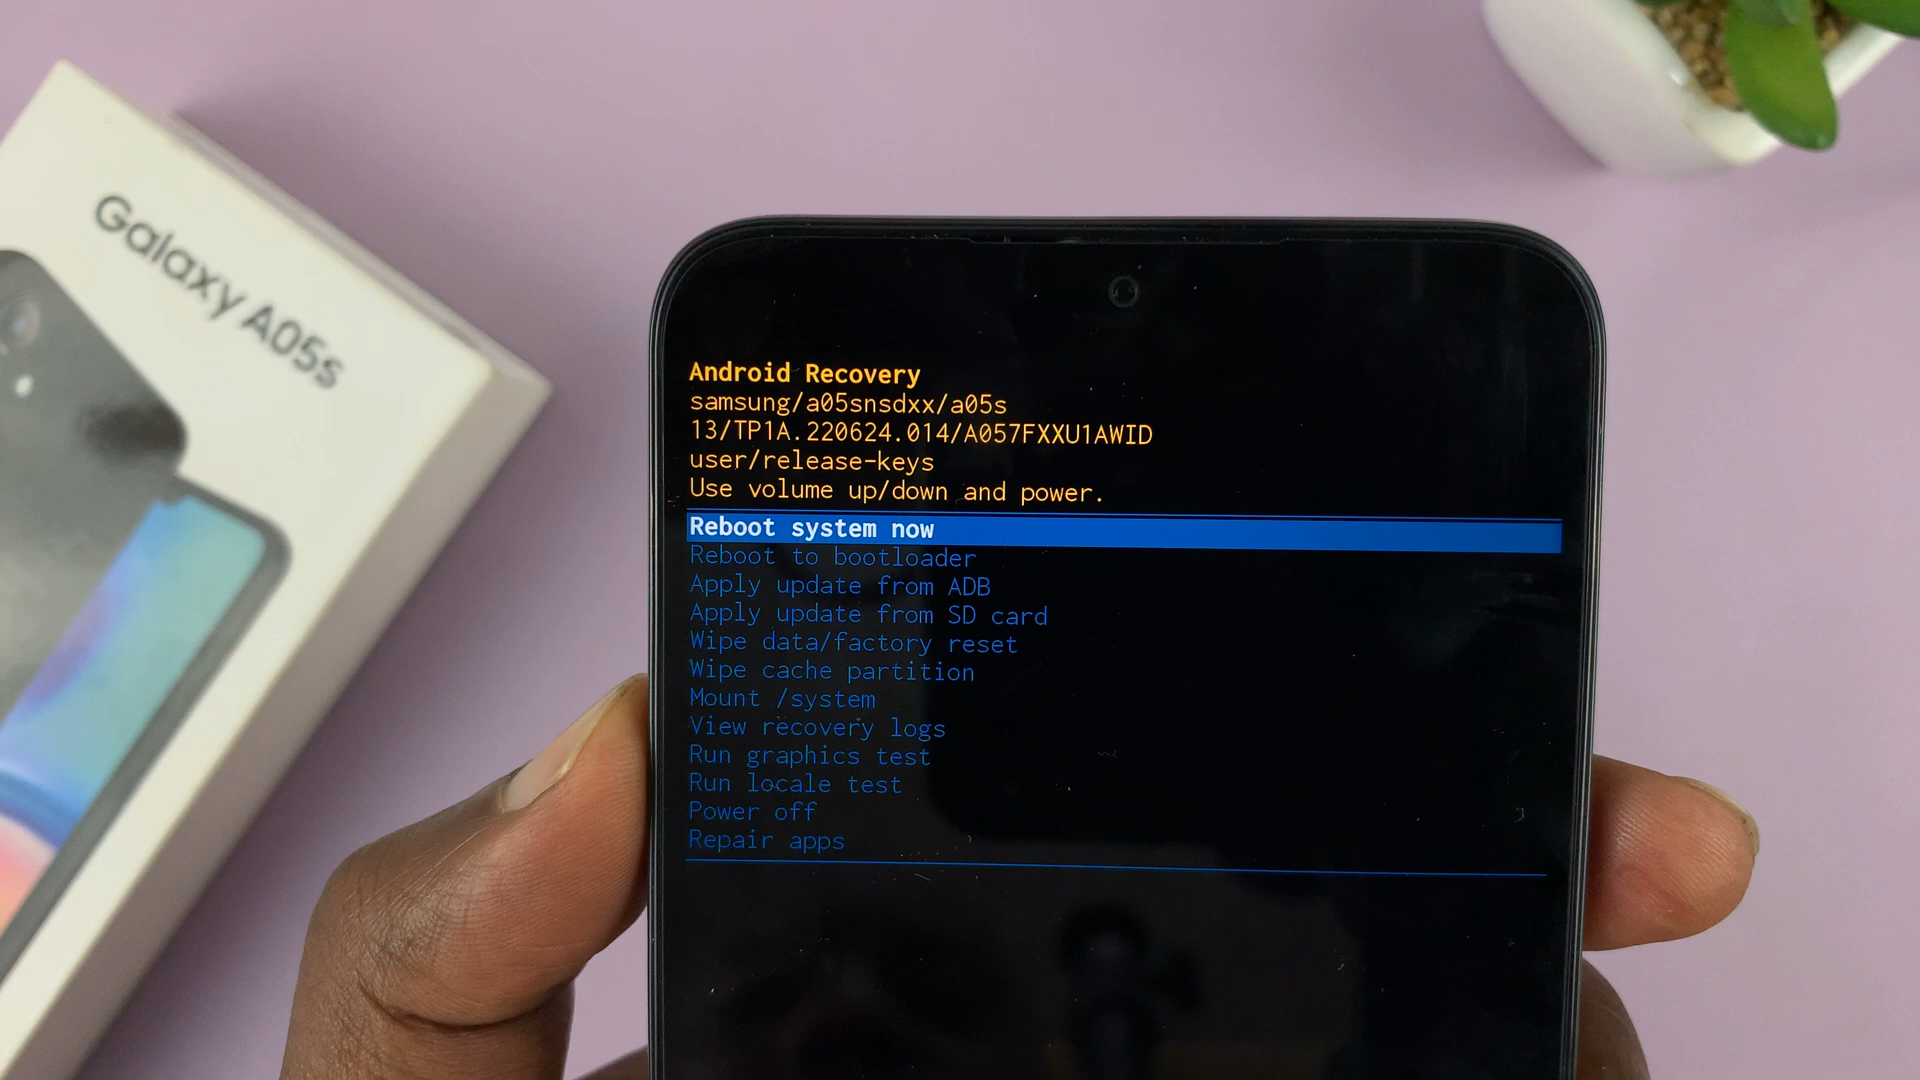 Galaxy A05s
Android Recovery
samsung/a05snsdxx/a05s
13/TP1A.220624.014/A057FXXU1AWID
user/release-keys
Use volume up/down and power.
Reboot system now
Reboot to bootloader
Apply update from ADB
Apply update from SD card
Wipe data/factory reset
Wipe cache partition
Mount /system
View recovery logs
Run graphics test
Run locale test
Power off
Repair apps